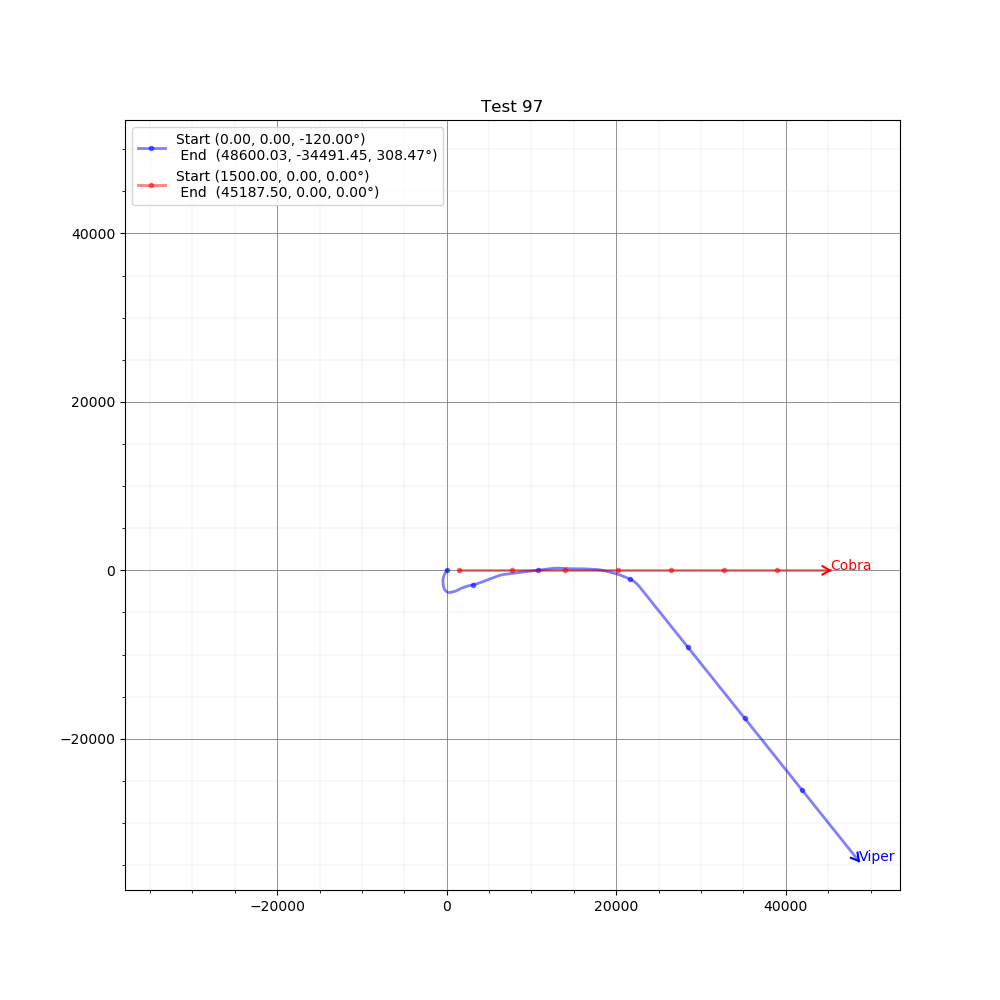 Test 97
Start (0.00, 0.00, -120.00°)
End (48600.03, -34491.45, 308.47°)
Start (1500.00, 0.00, 0.00°)
End (45187.50, 0.00, 0.00°)
40000
20000
0
−20000
Cobra
Viper
−20000
0
20000
40000